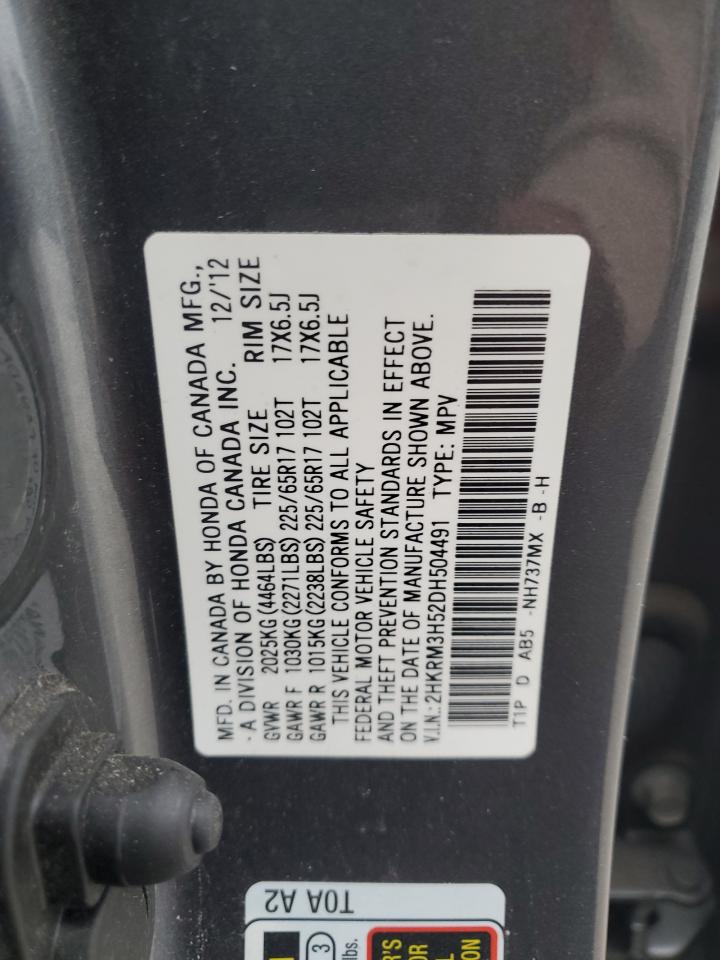 MFD. IN CANADA BY HONDA OF CANADA MFG.,
- A DIVISION OF HONDA CANADA INC. 12/'12
GVWR 2025KG(4464LBS) TIRE SIZE RIM SIZE
GAWR F 1030KG(2271LBS) 225/65R17 102T 17X6.5J
GAWR R 1015KG(2238LBS) 225/65R17 102T 17X6.5J
THIS VEHICLE CONFORMS TO ALL APPLICABLE
FEDERAL MOTOR VEHICLE SAFETY
AND THEFT PREVENTION STANDARDS IN EFFECT
ON THE DATE OF MANUFACTURE SHOWN ABOVE.
V.I.N.: 2HKRM3H52DH504491 TYPE: MPV
T1P D AB5 -NH737MX -B -H
T0A A2
3
lbs.